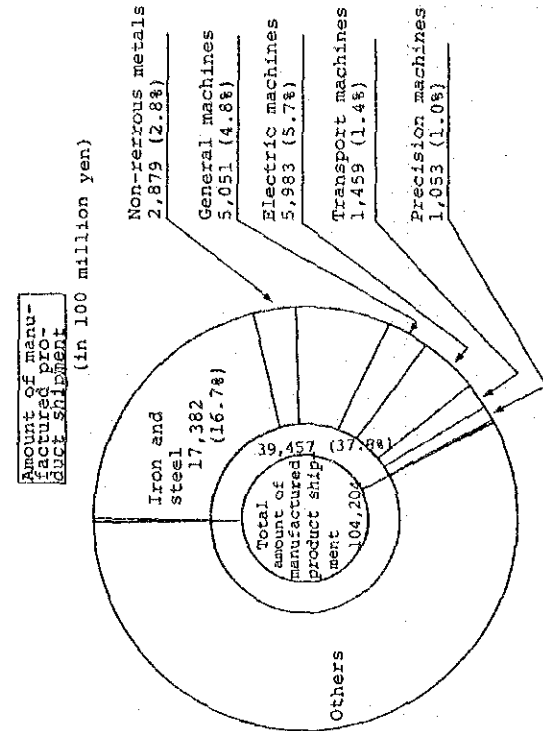 Amount of manu-
factured pro-
duct shipment
(in 100 million yen)
Iron and
steel
17,382
(16.7%)
Non-rerrous metals
2,879 (2.8%)
General machines
5,051 (4.8%)
Electric machines
5,983 (5.7%)
Transport machines
1,459 (1.4%)
Precision machines
1,053 (1.0%)
39,457 (37.8%)
Total
amount of
manufactured
product ship
ment
104,204
Others